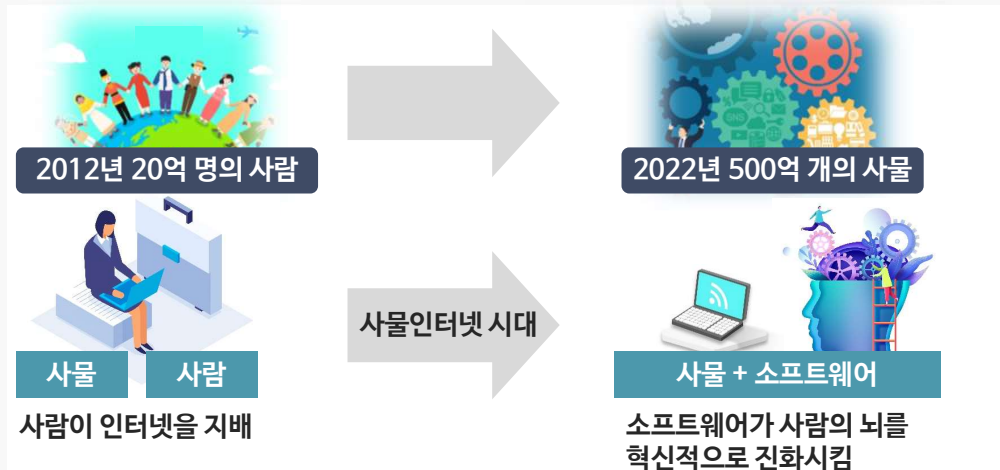 2012년 20억 명의 사람
2022년 500억 개의 사물
SNS
사물인터넷 시대
사물
사람
사물 + 소프트웨어
사람이 인터넷을 지배
소프트웨어가 사람의 뇌를
혁신적으로 진화시킴